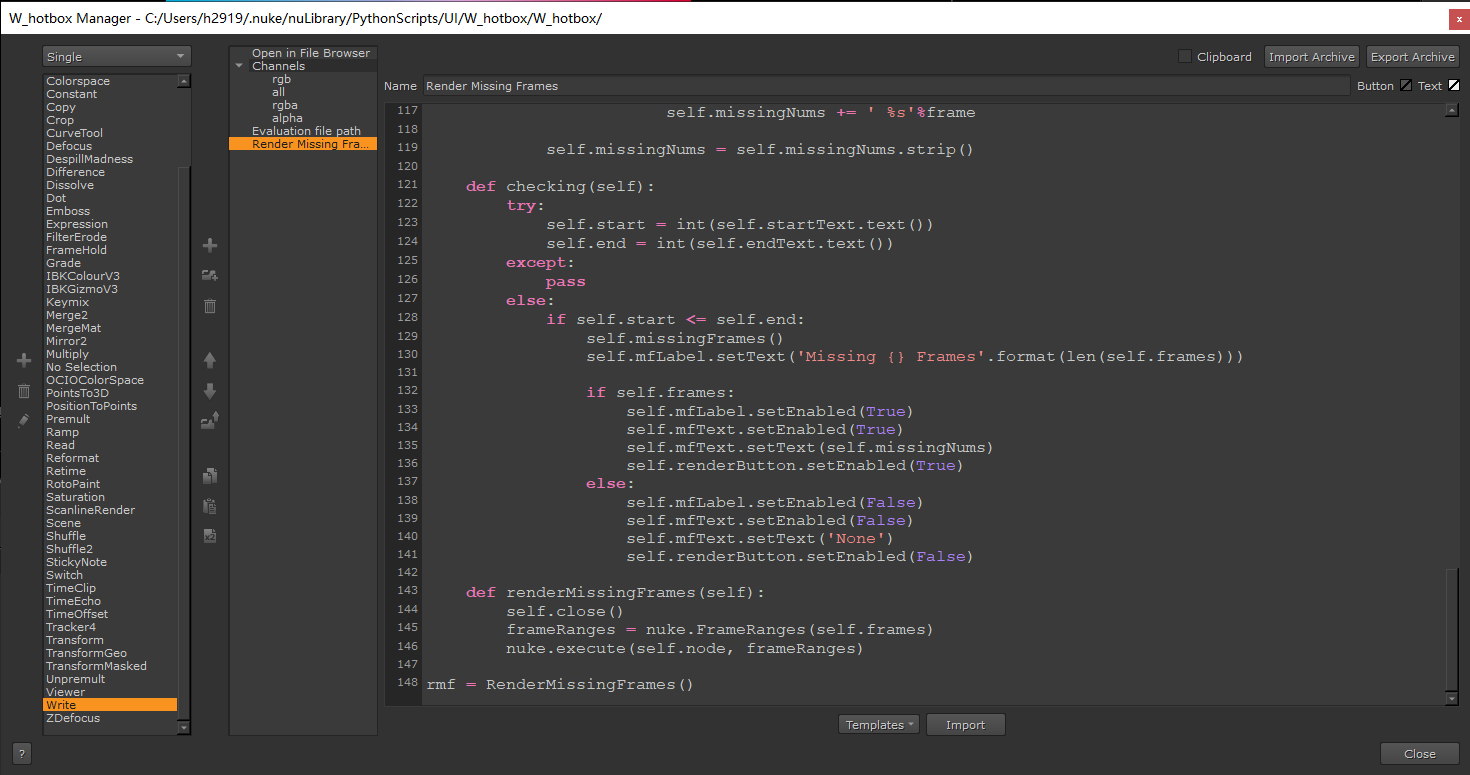 W_hotbox Manager - C:/Users/h2919/.nuke/nuLibrary/PythonScripts/UI/W_hotbox/W_hotbox/
x
Single
Colorspace
Constant
Copy
Crop
CurveTool
Defocus
DespillMadness
Difference
Dissolve
Dot
Emboss
Expression
FilterErode
FrameHold
Grade
IBKColourV3
IBKGizmoV3
Keymix
Merge2
MergeMat
Mirror2
Multiply
No Selection
OCIOColorSpace
PointsTo3D
PositionToPoints
Premult
Ramp
Read
Reformat
Retime
RotoPaint
Saturation
ScanlineRender
Scene
Shuffle
Shuffle2
StickyNote
Switch
TimeClip
TimeEcho
TimeOffset
Tracker4
Transform
TransformGeo
TransformMasked
Unpremult
Viewer
Write
ZDefocus
x2
Open in File Browser
Channels
rgb
all
rgba
alpha
Evaluation file path
Render Missing Fra...
Clipboard
Import Archive
Export Archive
Name Render Missing Frames
Button
Text
117 self.missingNums += ' %s'%frame
118
119 self.missingNums = self.missingNums.strip()
120
121 def checking(self):
122 try:
123 self.start = int(self.startText.text())
124 self.end = int(self.endText.text())
125 except:
126 pass
127 else:
128 if self.start <= self.end:
129 self.missingFrames()
130 self.mfLabel.setText('Missing {} Frames'.format(len(self.frames)))
131
132 if self.frames:
133 self.mfLabel.setEnabled(True)
134 self.mfText.setEnabled(True)
135 self.mfText.setText(self.missingNums)
136 self.renderButton.setEnabled(True)
137 else:
138 self.mfLabel.setEnabled(False)
139 self.mfText.setEnabled(False)
140 self.mfText.setText('None')
141 self.renderButton.setEnabled(False)
142
143 def renderMissingFrames(self):
144 self.close()
145 frameRanges = nuke.FrameRanges(self.frames)
146 nuke.execute(self.node, frameRanges)
147
148 rmf = RenderMissingFrames()
Templates
Import
?
Close